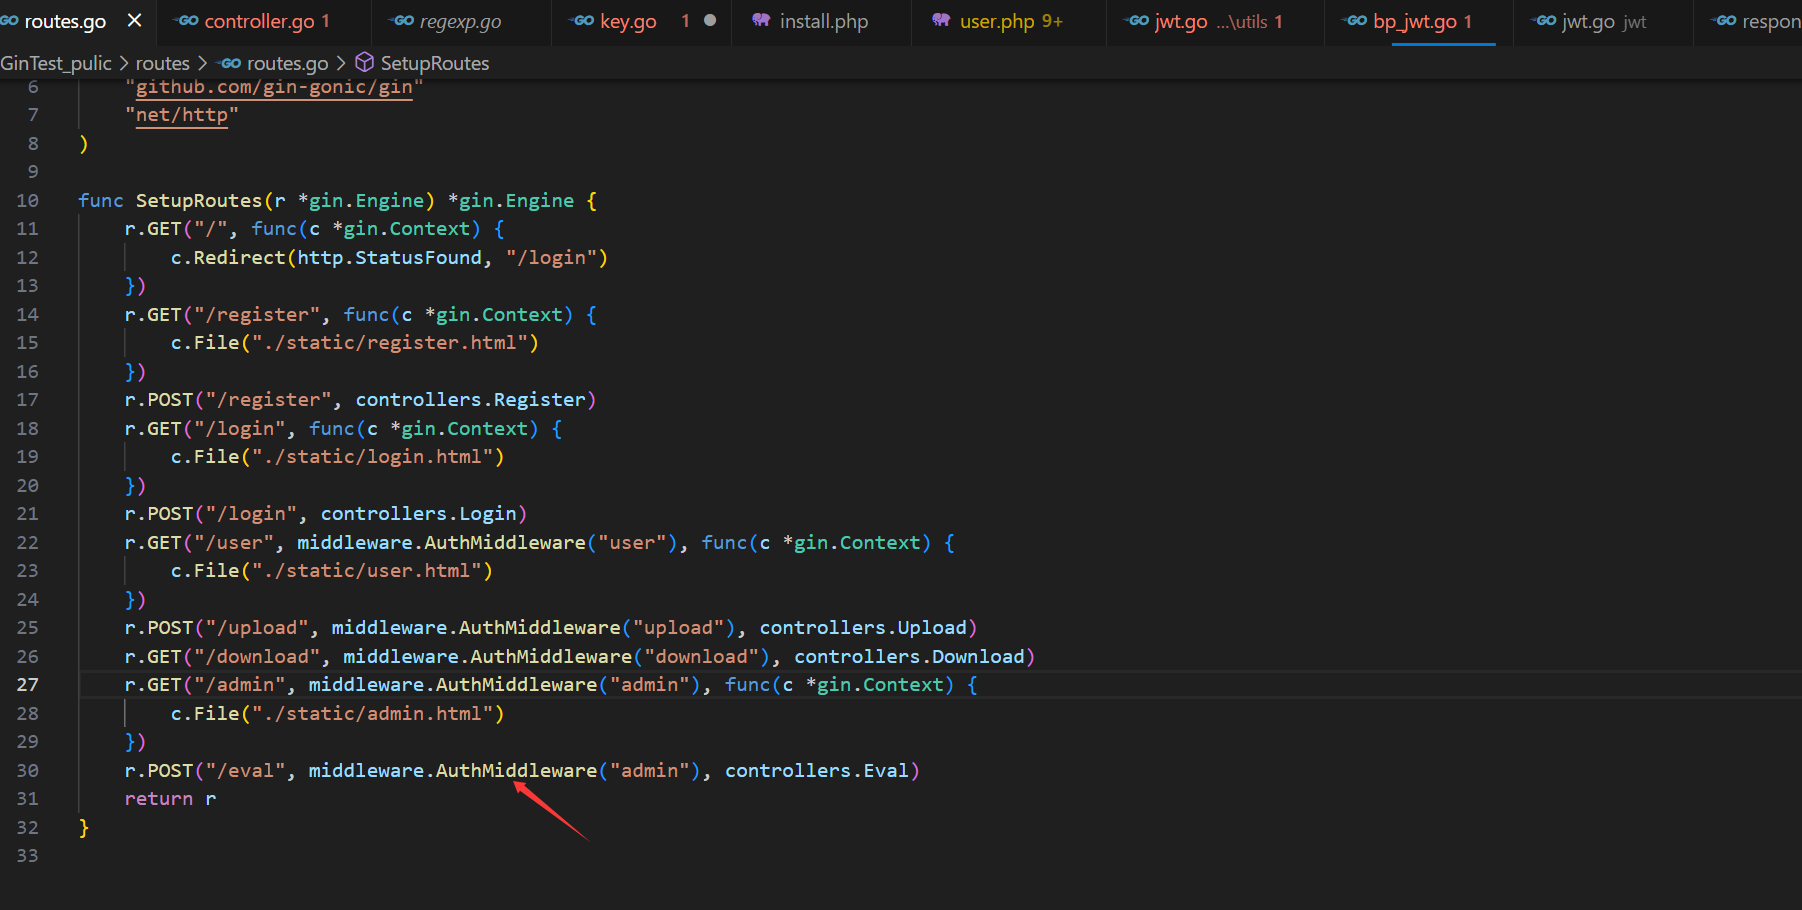 routes.go controller.go 1 regexp.go key.go 1 install.php user.php 9+ jwt.go ...\utils 1 bp_jwt.go 1 jwt.go jwt respon
GinTest_pulic > routes > routes.go > SetupRoutes
6 "github.com/gin-gonic/gin"
7 "net/http"
8 )
9
10 func SetupRoutes(r *gin.Engine) *gin.Engine {
11 r.GET("/", func(c *gin.Context) {
12 c.Redirect(http.StatusFound, "/login")
13 })
14 r.GET("/register", func(c *gin.Context) {
15 c.File("./static/register.html")
16 })
17 r.POST("/register", controllers.Register)
18 r.GET("/login", func(c *gin.Context) {
19 c.File("./static/login.html")
20 })
21 r.POST("/login", controllers.Login)
22 r.GET("/user", middleware.AuthMiddleware("user"), func(c *gin.Context) {
23 c.File("./static/user.html")
24 })
25 r.POST("/upload", middleware.AuthMiddleware("upload"), controllers.Upload)
26 r.GET("/download", middleware.AuthMiddleware("download"), controllers.Download)
27 r.GET("/admin", middleware.AuthMiddleware("admin"), func(c *gin.Context) {
28 c.File("./static/admin.html")
29 })
30 r.POST("/eval", middleware.AuthMiddleware("admin"), controllers.Eval)
31 return r
32 }
33